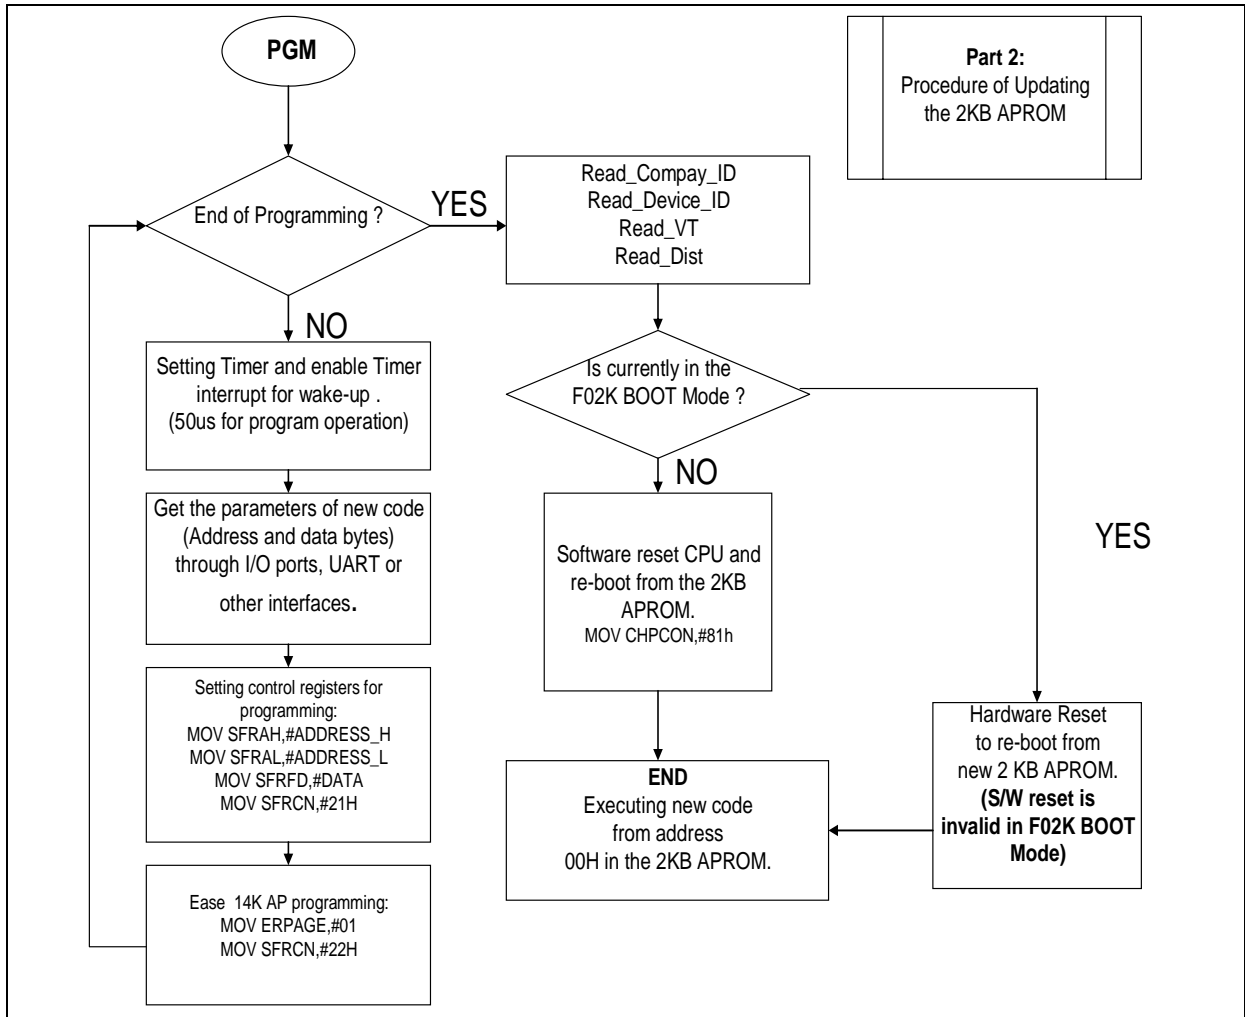 PGM
Part 2:
Procedure of Updating
the 2KB APROM
End of Programming ?
YES
Read_Compay_ID
Read_Device_ID
Read_VT
Read_Dist
NO
Setting Timer and enable Timer
interrupt for wake-up .
(50us for program operation)
Is currently in the
F02K BOOT Mode ?
NO
YES
Get the parameters of new code
(Address and data bytes)
through I/O ports, UART or
other interfaces.
Software reset CPU and
re-boot from the 2KB
APROM.
MOV CHPCON,#81h
Setting control registers for
programming:
MOV SFRAH,#ADDRESS_H
MOV SFRAL,#ADDRESS_L
MOV SFRFD,#DATA
MOV SFRCN,#21H
Hardware Reset
to re-boot from
new 2 KB APROM.
(S/W reset is
invalid in F02K BOOT
Mode)
END
Executing new code
from address
00H in the 2KB APROM.
Ease  14K AP programming:
MOV ERPAGE,#01
MOV SFRCN,#22H